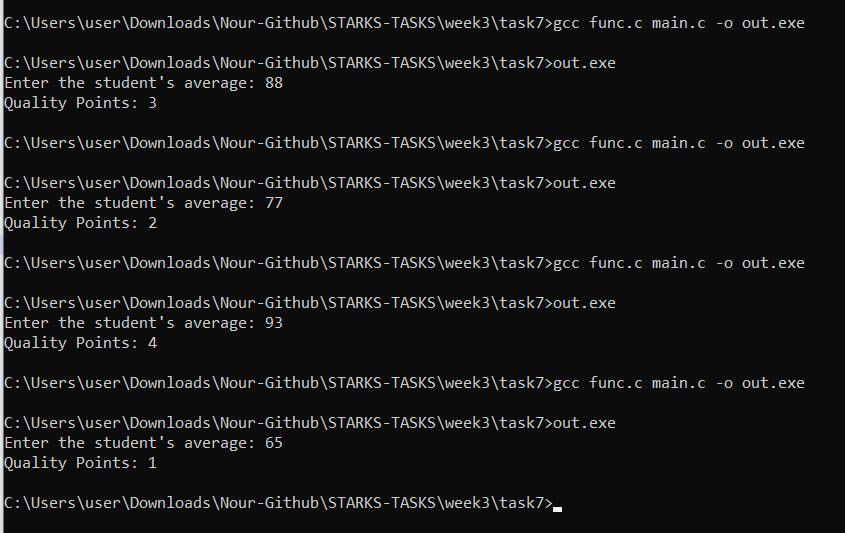 C:\Users\user\Downloads\Nour-Github\STARKS-TASKS\week3\task7>gcc func.c main.c -o out.exe
C:\Users\user\Downloads\Nour-Github\STARKS-TASKS\week3\task7>out.exe
Enter the student's average: 88
Quality Points: 3
C:\Users\user\Downloads\Nour-Github\STARKS-TASKS\week3\task7>gcc func.c main.c -o out.exe
C:\Users\user\Downloads\Nour-Github\STARKS-TASKS\week3\task7>out.exe
Enter the student's average: 77
Quality Points: 2
C:\Users\user\Downloads\Nour-Github\STARKS-TASKS\week3\task7>gcc func.c main.c -o out.exe
C:\Users\user\Downloads\Nour-Github\STARKS-TASKS\week3\task7>out.exe
Enter the student's average: 93
Quality Points: 4
C:\Users\user\Downloads\Nour-Github\STARKS-TASKS\week3\task7>gcc func.c main.c -o out.exe
C:\Users\user\Downloads\Nour-Github\STARKS-TASKS\week3\task7>out.exe
Enter the student's average: 65
Quality Points: 1
C:\Users\user\Downloads\Nour-Github\STARKS-TASKS\week3\task7>